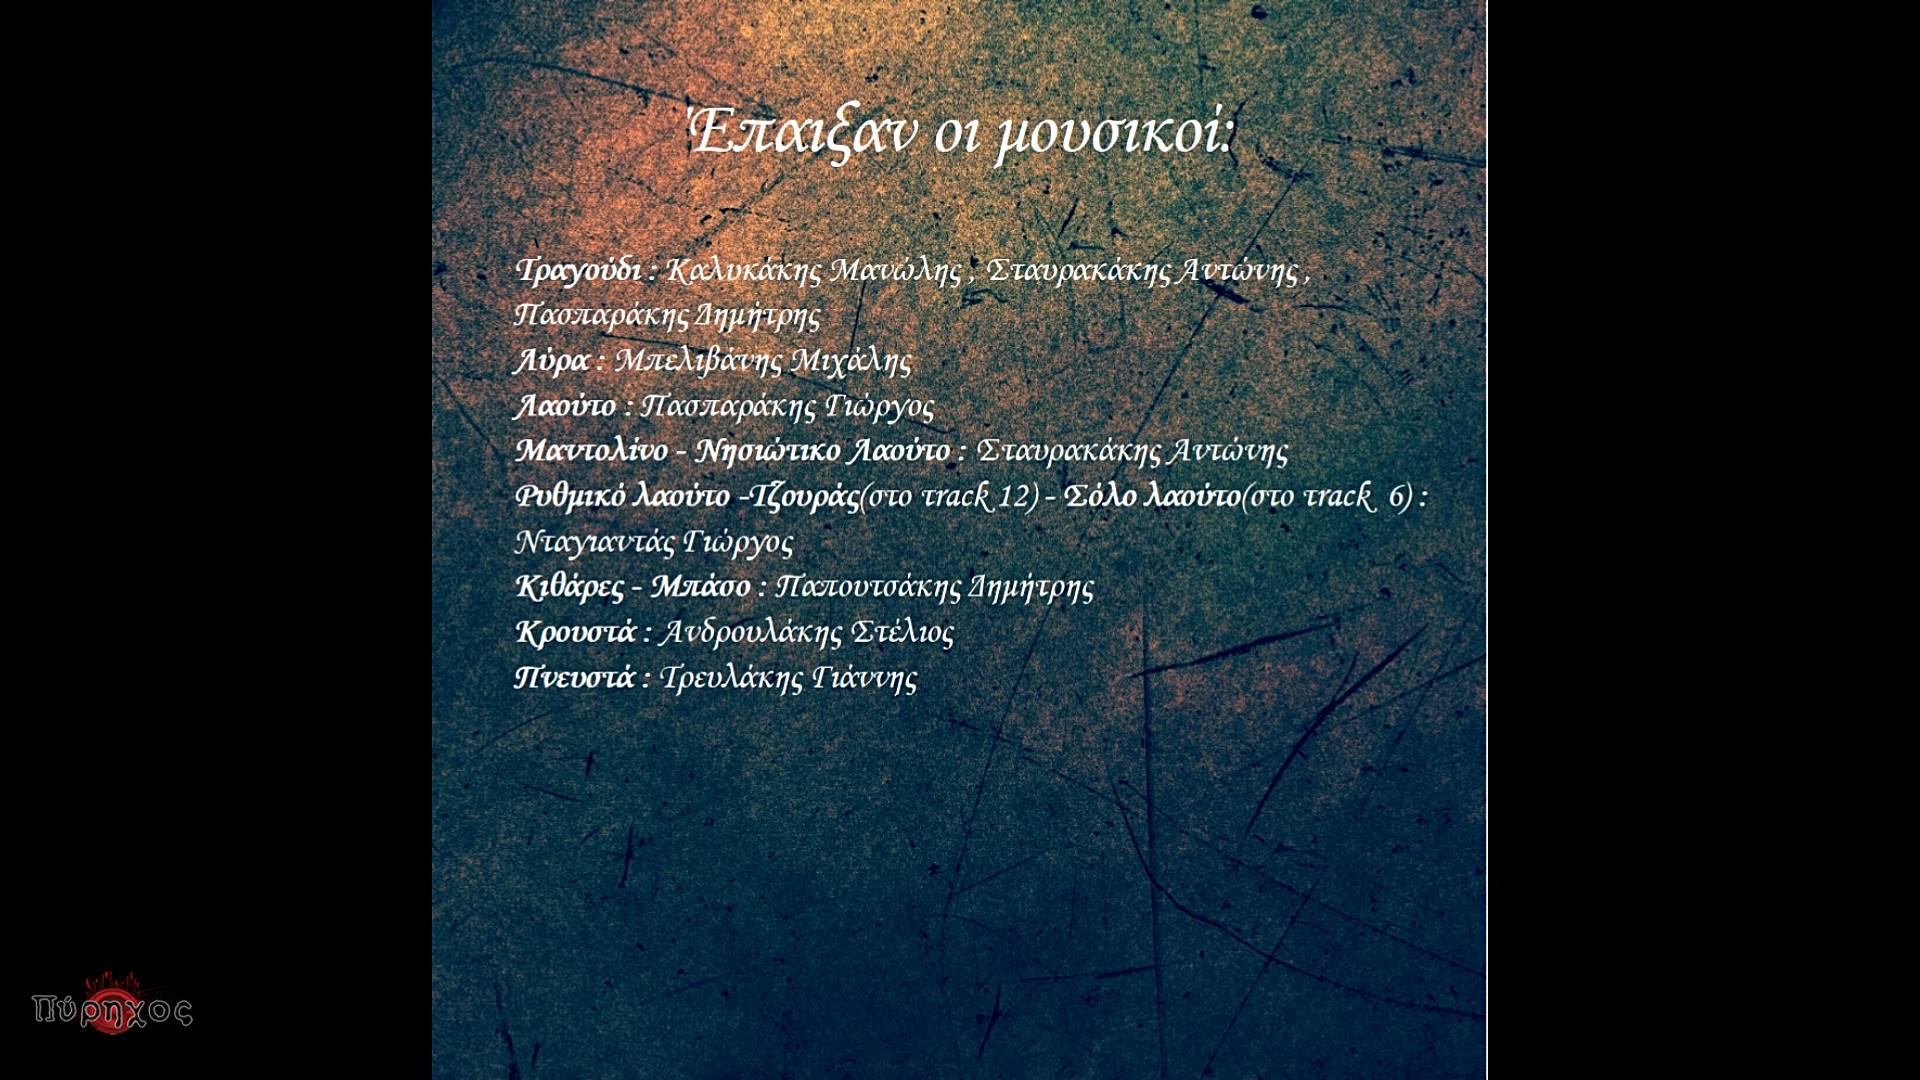 Έπαιξαν οι μουσικοί:
Τραγούδι : Καλυκάκης Μανώλης , Σταυρακάκης Αντώνης ,
Πασπαράκης Δημήτρης
Λύρα : Μπελιβάνης Μιχάλης
Λαούτο : Πασπαράκης Γιώργος
Μαντολίνο - Νησιώτικο Λαούτο : Σταυρακάκης Αντώνης
Ρυθμικό λαούτο -Τζουράς(στο track 12) - Σόλο λαούτο(στο track 6) :
Νταγιαντάς Γιώργος
Κιθάρες - Μπάσο : Παπουτσάκης Δημήτρης
Κρουστά : Ανδρουλάκης Στέλιος
Πνευστά : Τρευλάκης Γιάννης
Πύρηχος